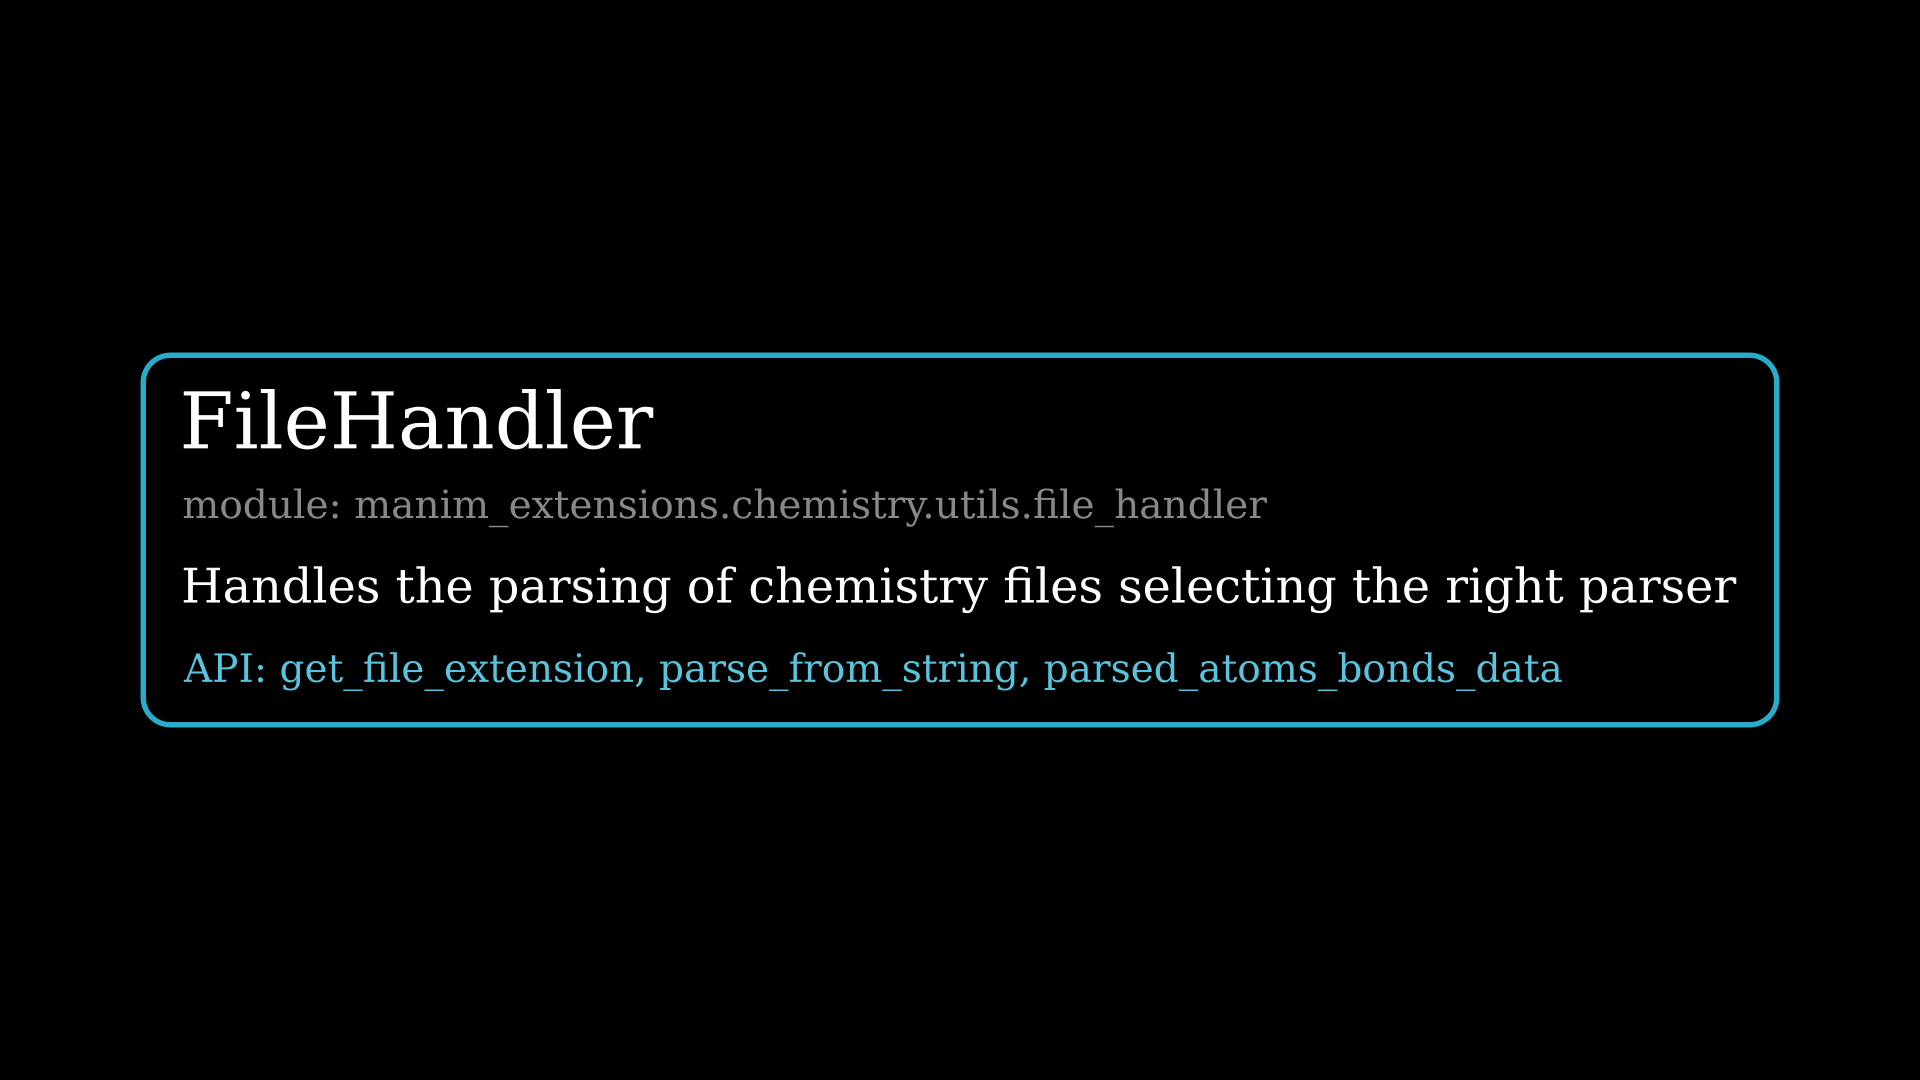 FileHandler
module: manim_extensions.chemistry.utils.file_handler
Handles the parsing of chemistry files selecting the right parser
API: get_file_extension, parse_from_string, parsed_atoms_bonds_data